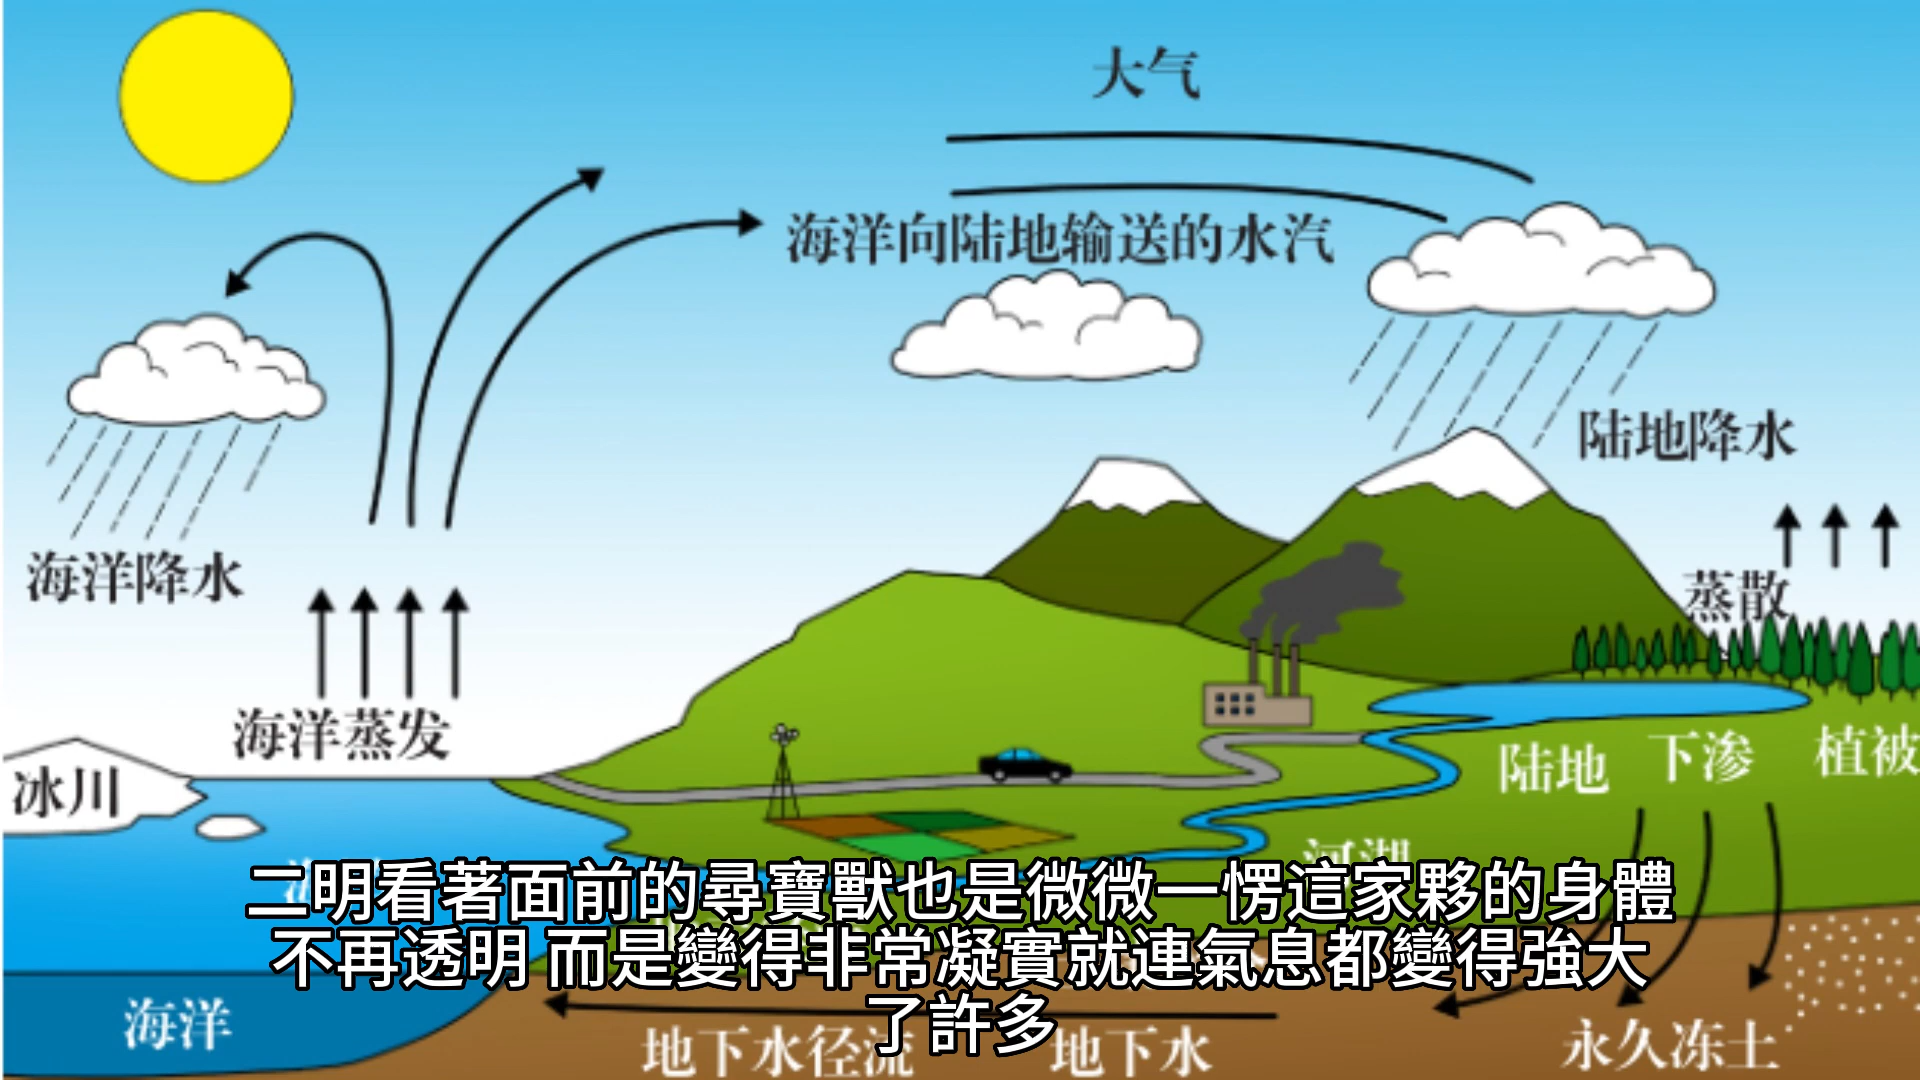 大气
海洋向陆地输送的水汽
陆地降水
海洋降水
蒸散
海洋蒸发
冰川
陆地 下渗 植被
河湖
二明看著面前的尋寶獸也是微微一愣這家夥的身體
不再透明 而是變得非常凝實就連氣息都變得強大
了許多
海洋
地下水径流
地下水
永久冻土